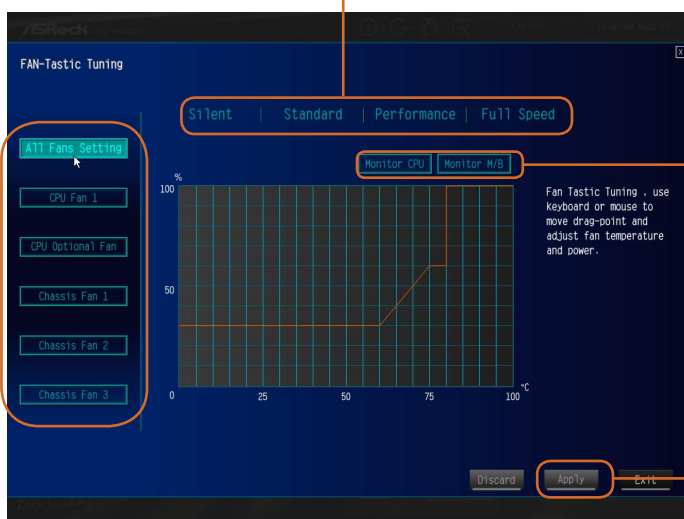 ASRock
FAN-Tastic Tuning
X
Silent | Standard | Performance | Full Speed
All Fans Setting
Monitor CPU Monitor M/B
CPU Fan 1
CPU Optional Fan
Chassis Fan 1
Chassis Fan 2
Chassis Fan 3
%
100
50
0 25 50 75 100
°C
Fan Tastic Tuning . use
keyboard or mouse to
move drag-point and
adjust fan temperature
and power.
Discard Apply Exit